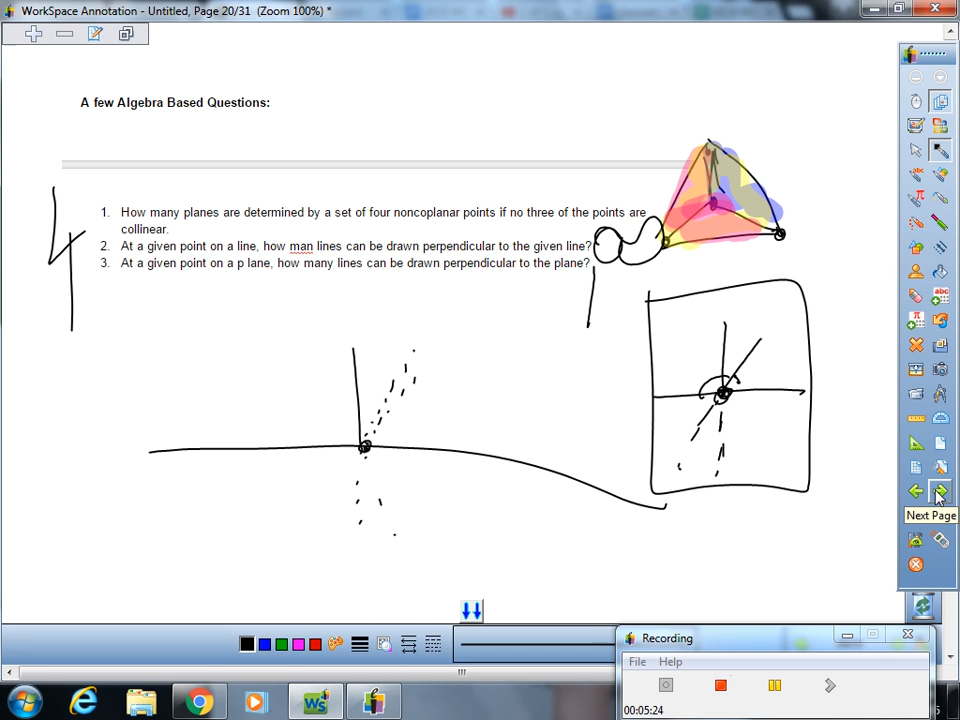 WorkSpace Annotation - Untitled, Page 20/31 (Zoom 100%) *
A few Algebra Based Questions:
1. How many planes are determined by a set of four noncoplanar points if no three of the points are
collinear.
2. At a given point on a line, how man lines can be drawn perpendicular to the given line?
3. At a given point on a p lane, how many lines can be drawn perpendicular to the plane?
4
∞
1
Next Page
Recording
File Help
00:05:24